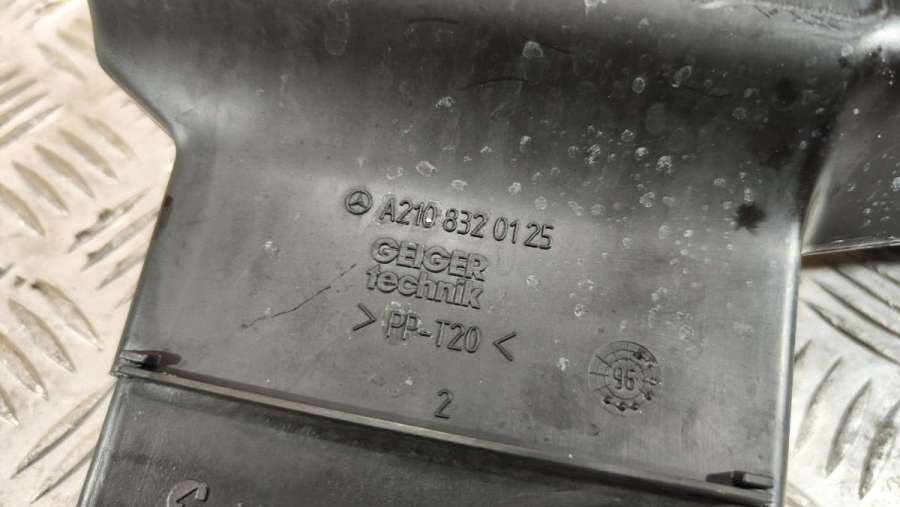 A210 832 01 25
GEIGER
technik
> PP-T20 <
96
2